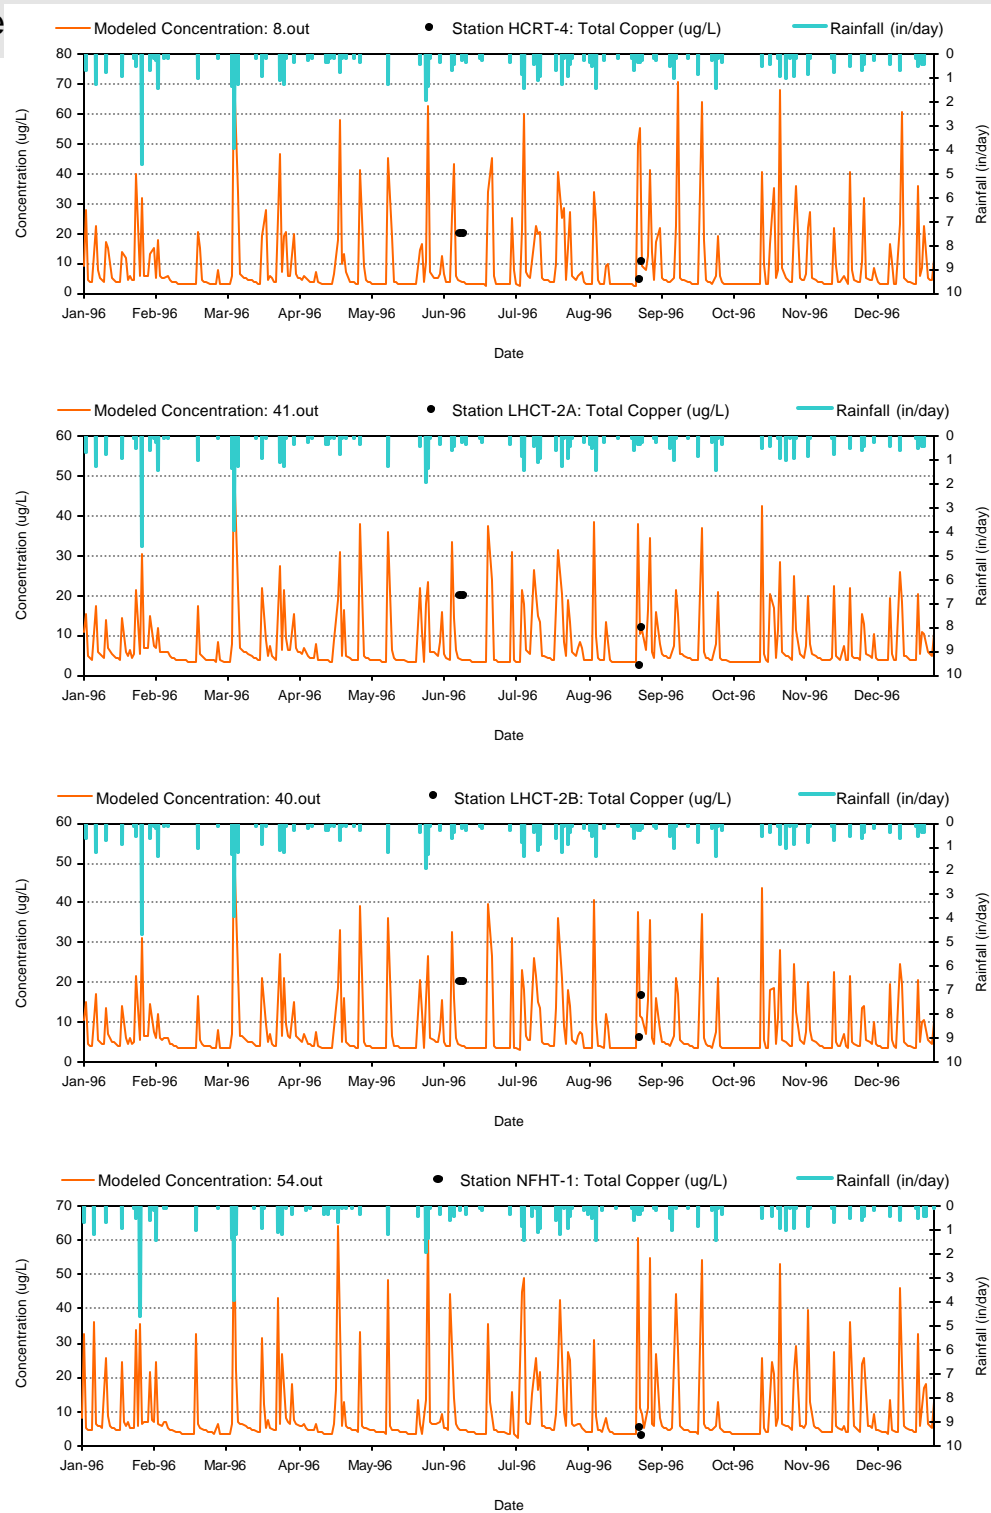 e
Modeled Concentration: 8.out Station HCRT-4: Total Copper (ug/L) Rainfall (in/day)
80 0
70 1
60 2
50 3
40 4
30 5
20 6
10 7
0 8
9
10
Concentration (ug/L)
Rainfall (in/day)
Jan-96 Feb-96 Mar-96 Apr-96 May-96 Jun-96 Jul-96 Aug-96 Sep-96 Oct-96 Nov-96 Dec-96
Date
Modeled Concentration: 41.out Station LHCT-2A: Total Copper (ug/L) Rainfall (in/day)
60 0
50 1
40 2
30 3
20 4
10 5
0 6
7
8
9
10
Concentration (ug/L)
Rainfall (in/day)
Jan-96 Feb-96 Mar-96 Apr-96 May-96 Jun-96 Jul-96 Aug-96 Sep-96 Oct-96 Nov-96 Dec-96
Date
Modeled Concentration: 40.out Station LHCT-2B: Total Copper (ug/L) Rainfall (in/day)
60 0
50 1
40 2
30 3
20 4
10 5
0 6
7
8
9
10
Concentration (ug/L)
Rainfall (in/day)
Jan-96 Feb-96 Mar-96 Apr-96 May-96 Jun-96 Jul-96 Aug-96 Sep-96 Oct-96 Nov-96 Dec-96
Date
Modeled Concentration: 54.out Station NFHT-1: Total Copper (ug/L) Rainfall (in/day)
70 0
60 1
50 2
40 3
30 4
20 5
10 6
0 7
8
9
10
Concentration (ug/L)
Rainfall (in/day)
Jan-96 Feb-96 Mar-96 Apr-96 May-96 Jun-96 Jul-96 Aug-96 Sep-96 Oct-96 Nov-96 Dec-96
Date